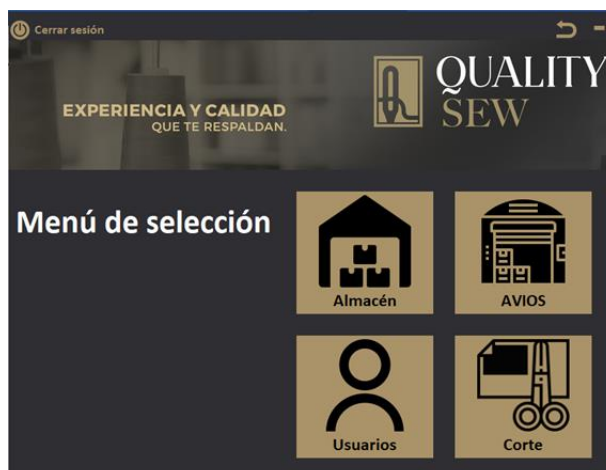 Cerrar sesión
EXPERIENCIA Y CALIDAD
QUE TE RESPALDAN.
QUALITY
SEW
Menú de selección
Almacén
AVIOS
Usuarios
Corte